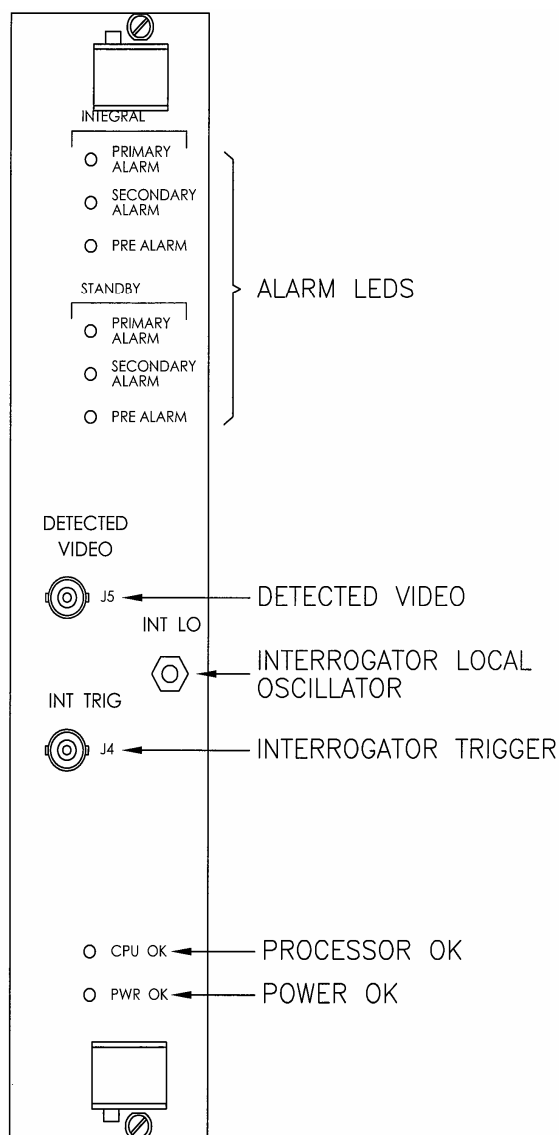 INTEGRAL
PRIMARY
ALARM
SECONDARY
ALARM
PRE ALARM
STANDBY
PRIMARY
ALARM
SECONDARY
ALARM
PRE ALARM
ALARM LEDS
DETECTED
VIDEO
J5
DETECTED VIDEO
INT LO
INTERROGATOR LOCAL
OSCILLATOR
INT TRIG
J4
INTERROGATOR TRIGGER
CPU OK
PROCESSOR OK
PWR OK
POWER OK